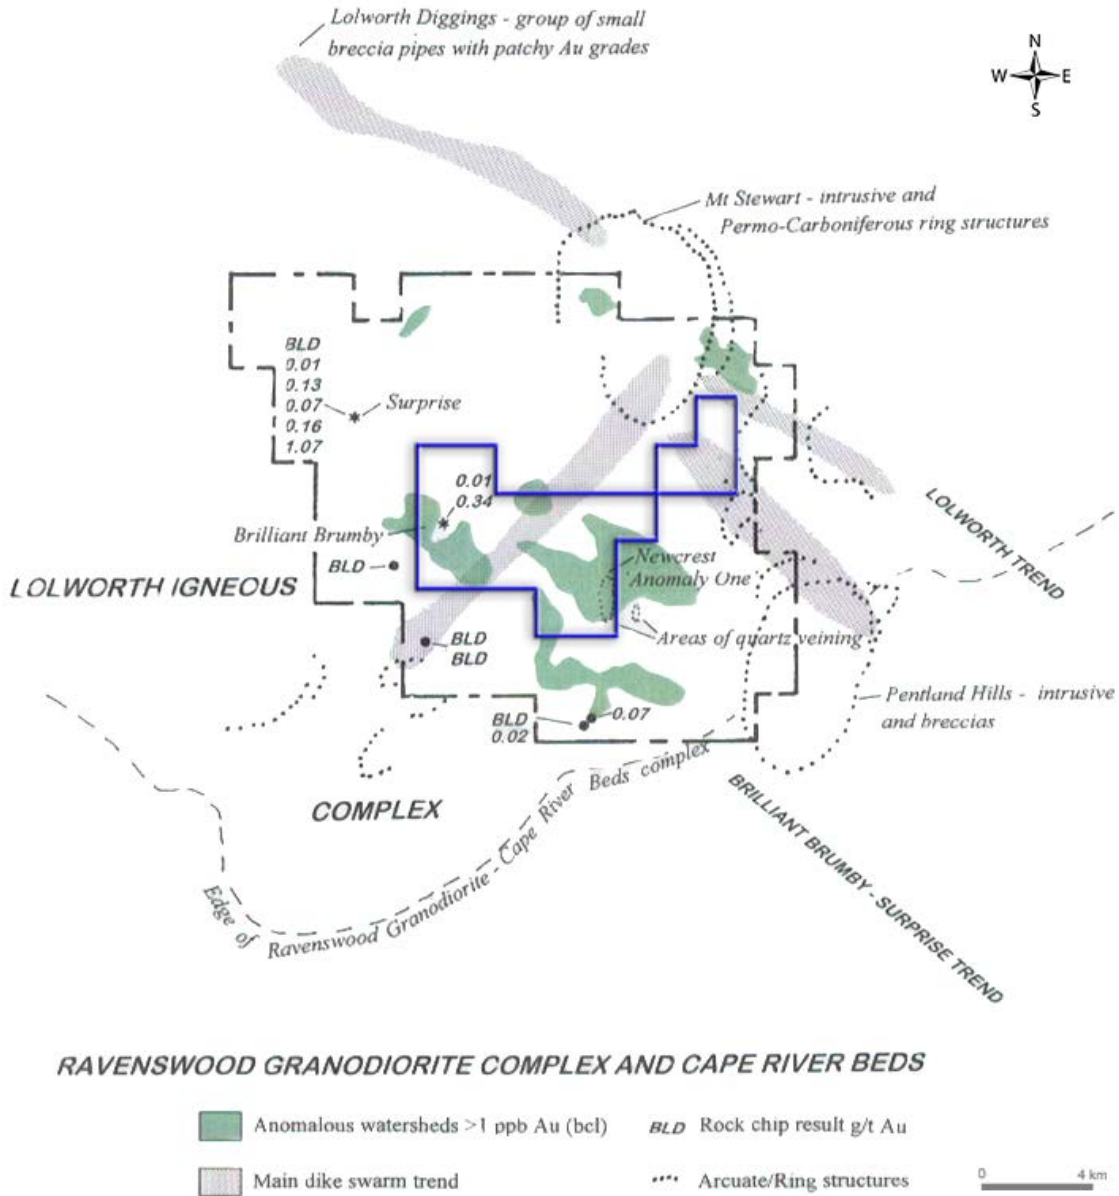 Lolworth Diggings - group of small
breccia pipes with patchy Au grades
N
W E
S
Mt Stewart - intrusive and
Permo-Carboniferous ring structures
BLD
0.01
0.13
0.07
0.16
1.07
Surprise
0.01
0.34
Brilliant Brumby
LOLWORTH TREND
BLD
Newcrest
Anomaly One
LOLWORTH IGNEOUS
BLD
BLD
Areas of quartz veining
Pentland Hills - intrusive
and breccias
BLD
0.02
0.07
COMPLEX
BRILLIANT BRUMBY - SURPRISE TREND
Edge of Ravenswood Granodiorite - Cape River Beds complex
RAVENSWOOD GRANODIORITE COMPLEX AND CAPE RIVER BEDS
Anomalous watersheds >1 ppb Au (bcl)
BLD Rock chip result g/t Au
Main dike swarm trend
Arcuate/Ring structures
0 4 km